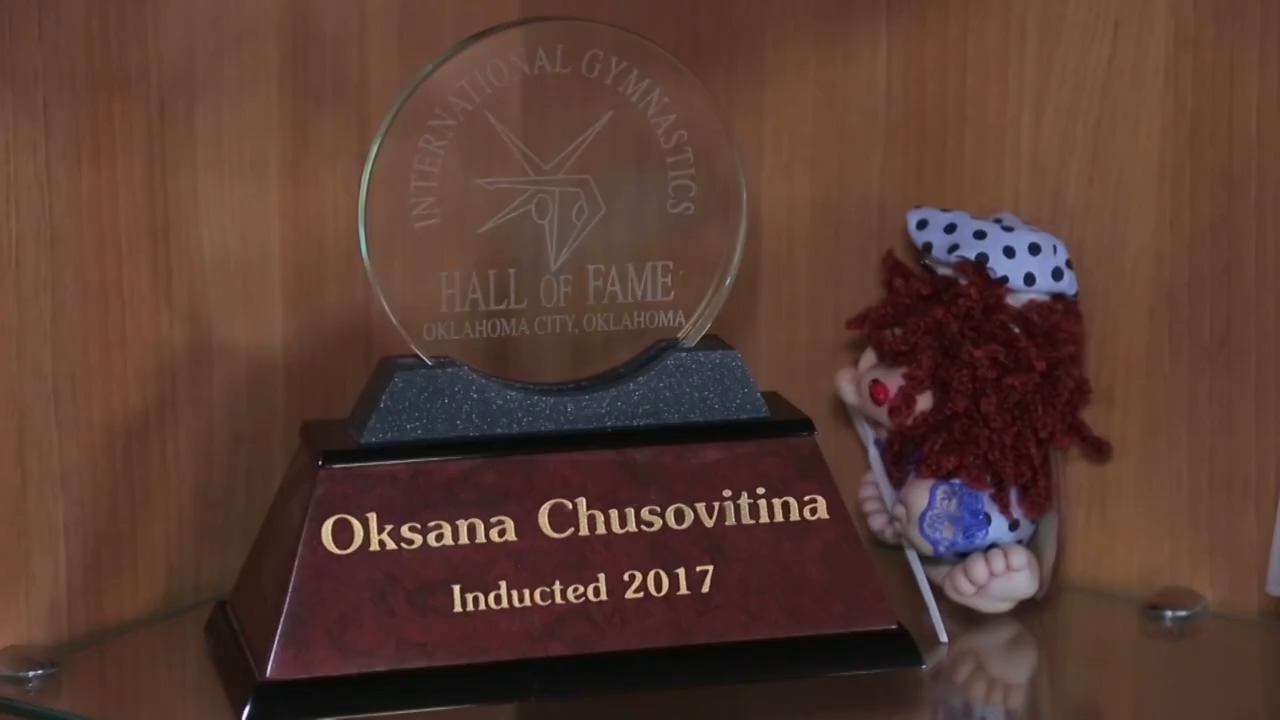 INTERNATIONAL GYMNASTICS
HALL OF FAME
OKLAHOMA CITY, OKLAHOMA
Oksana Chusovitina
Inducted 2017